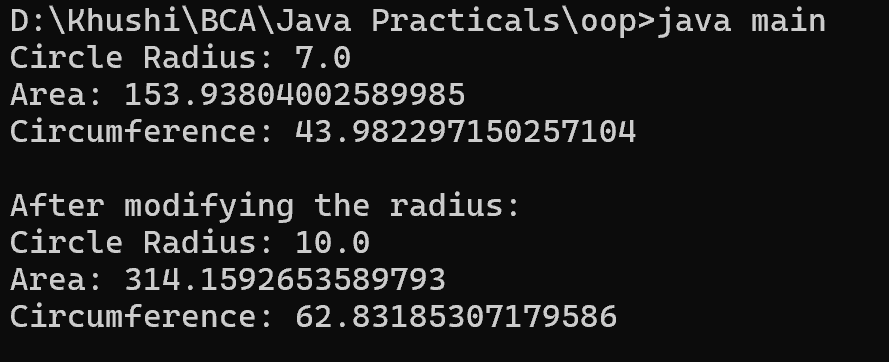 D:\Khushi\BCA\Java Practicals\oop>java main
Circle Radius: 7.0
Area: 153.93804002589985
Circumference: 43.982297150257104
After modifying the radius:
Circle Radius: 10.0
Area: 314.1592653589793
Circumference: 62.83185307179586